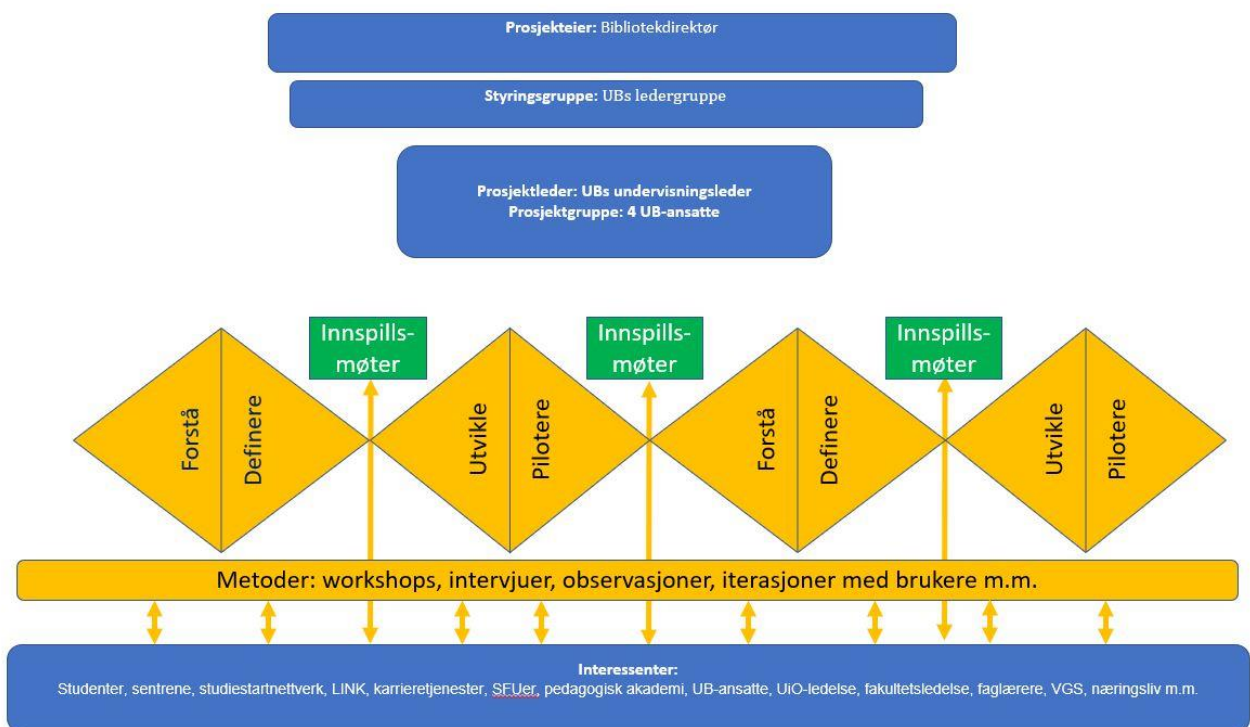 Prosjekteier: Bibliotekdirektør
Styringsgruppe: UBs ledergruppe
Prosjektleder: UBs undervisningsleder
Prosjektgruppe: 4 UB-ansatte
Innspills-
møter
Innspills-
møter
Innspills-
møter
Forstå
Definere
Utvikle
Pilotere
Forstå
Definere
Utvikle
Pilotere
Metoder: workshops, intervjuer, observasjoner, iterasjoner med brukere m.m.
Interessenter:
Studenter, sentrene, studiestartnettverk, LINK, karrieretjenester, SFUer, pedagogisk akademi, UB-ansatte, UiO-ledelse, fakultetsledelse, faglærere, VGS, næringsliv m.m.